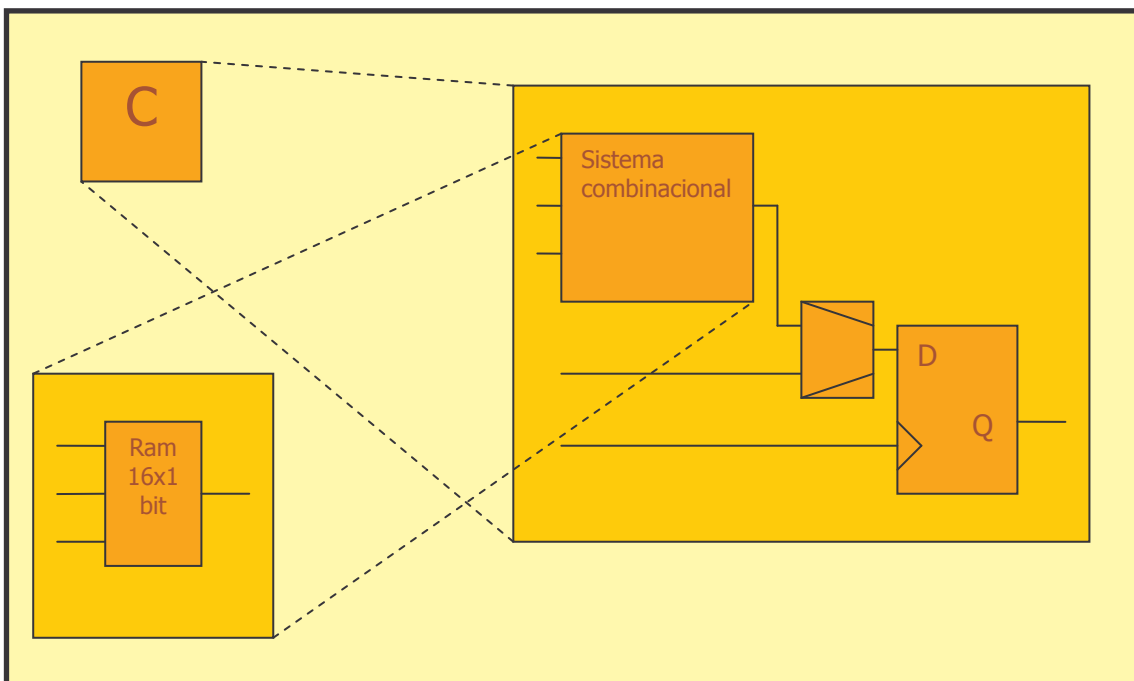 C
Sistema
combinacional
D
Q
Ram
16x1
bit